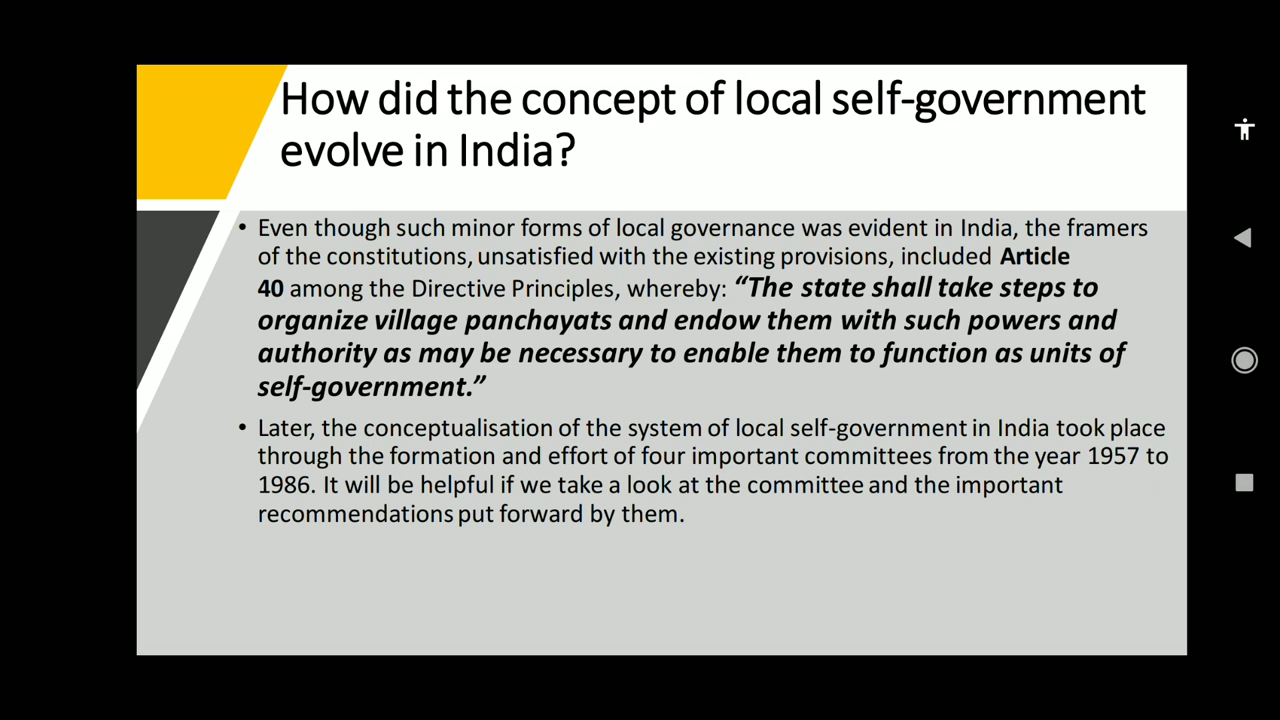 How did the concept of local self-government
evolve in India?
• Even though such minor forms of local governance was evident in India, the framers
of the constitutions, unsatisfied with the existing provisions, included Article
40 among the Directive Principles, whereby: “The state shall take steps to
organize village panchayats and endow them with such powers and
authority as may be necessary to enable them to function as units of
self-government.”
• Later, the conceptualisation of the system of local self-government in India took place
through the formation and effort of four important committees from the year 1957 to
1986. It will be helpful if we take a look at the committee and the important
recommendations put forward by them.